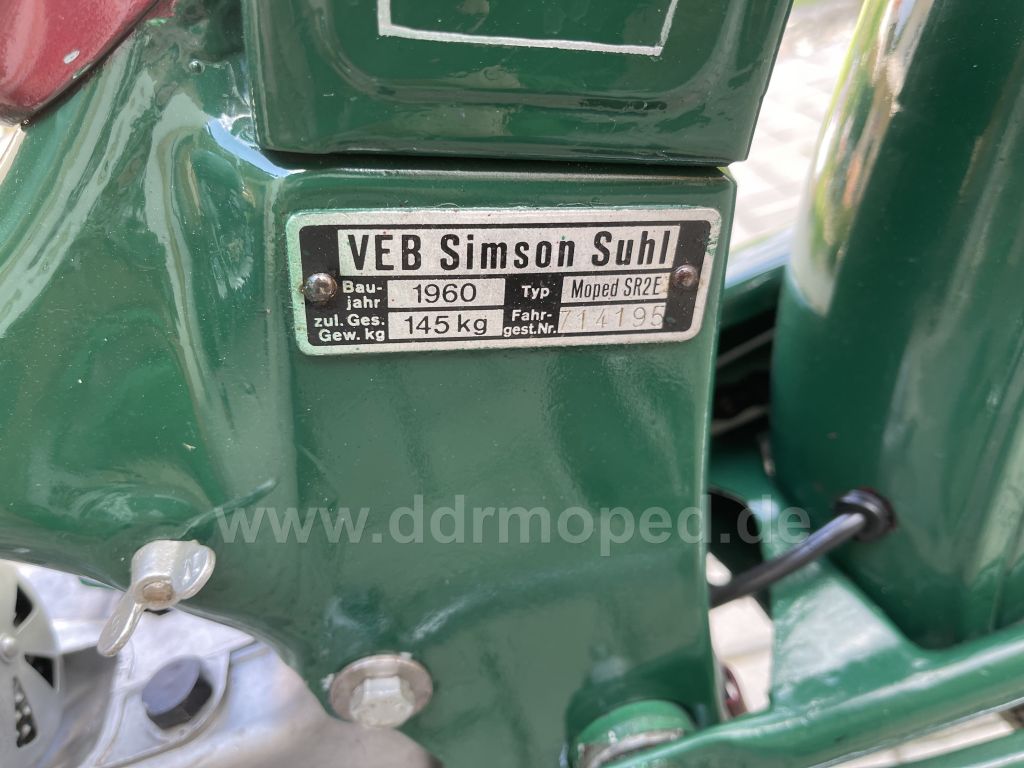 VEB Simson Suhl
Bau-
jahr 1960 Typ Moped SR2E
zul. Ges.
Gew. kg 145 kg Fahr-
gest.Nr. 714195
www.ddrmoped.de